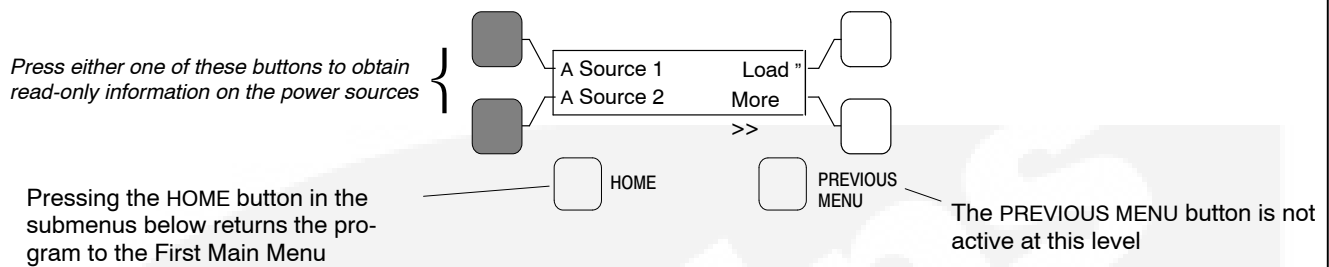 Press either one of these buttons to obtain
read-only information on the power sources
A Source 1 Load "
A Source 2 More
>>
HOME
PREVIOUS
MENU
Pressing the HOME button in the
submenus below returns the pro-
gram to the First Main Menu
The PREVIOUS MENU button is not
active at this level